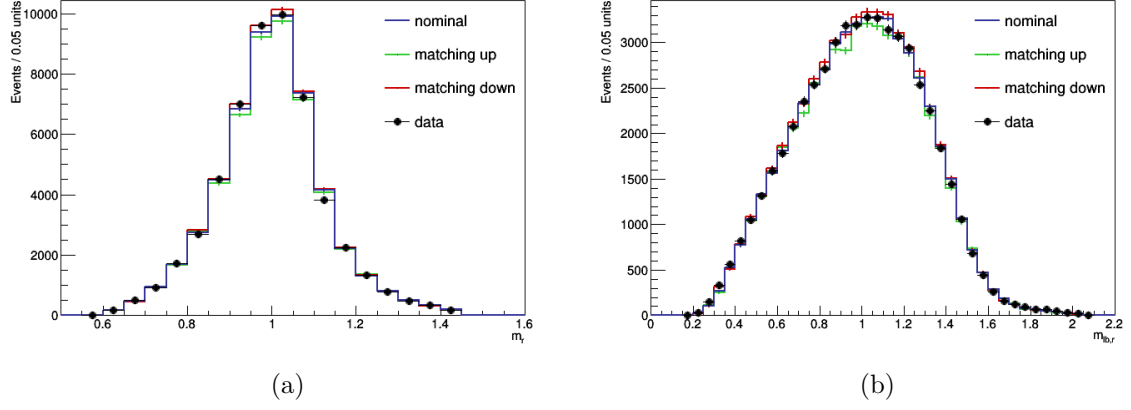 Events / 0.05 units
10000
8000
6000
4000
2000
0
0.6
0.8
1
1.2
1.4
1.6
m_r
nominal
matching up
matching down
data
(a)
Events / 0.05 units
3000
2500
2000
1500
1000
500
0
0
0.2
0.4
0.6
0.8
1
1.2
1.4
1.6
1.8
2
2.2
m_lb,r
nominal
matching up
matching down
data
(b)